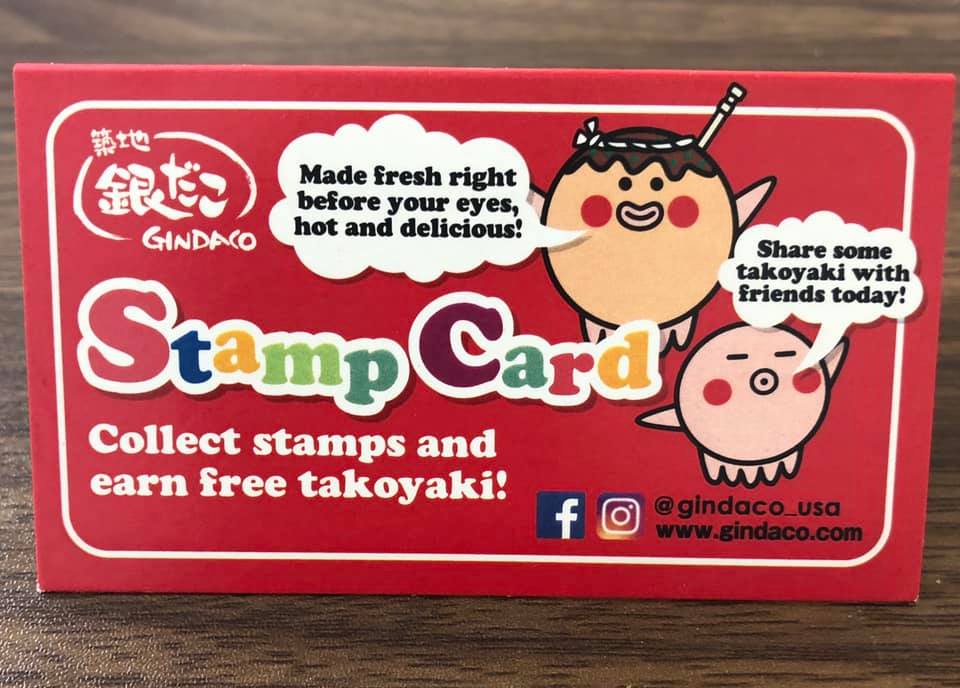 築地
銀だこ
GINDACO
Made fresh right
before your eyes,
hot and delicious!
Share some
takoyaki with
friends today!
Stamp Card
Collect stamps and
earn free takoyaki!
f
@gindaco_usa
www.gindaco.com